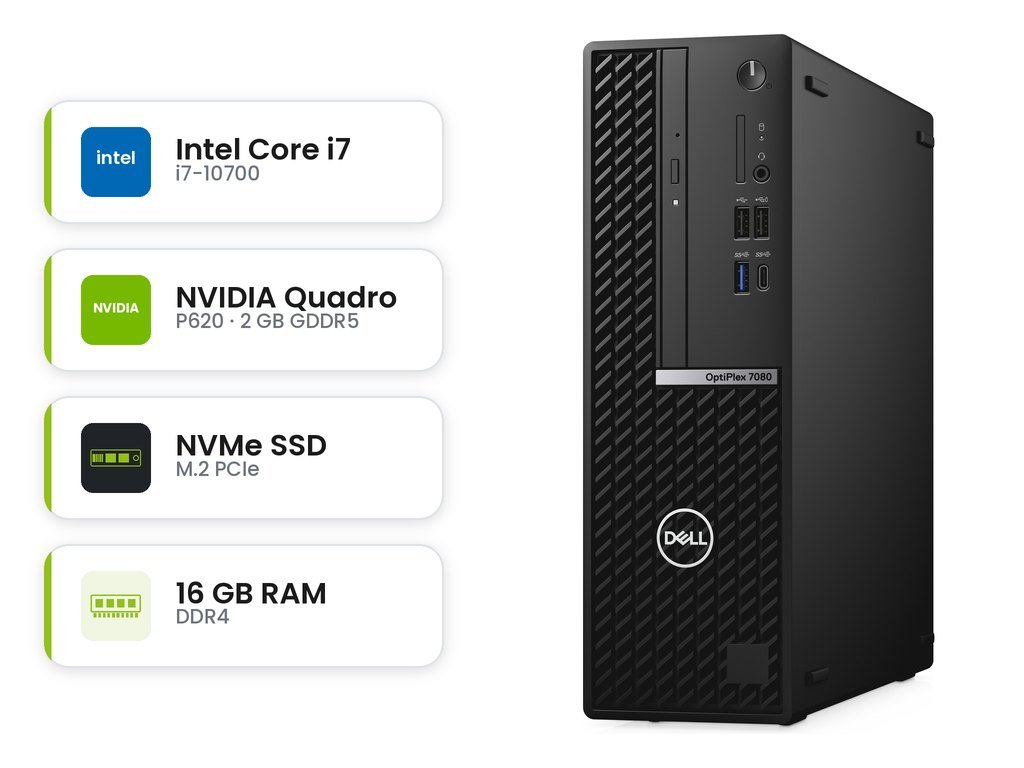 intel
Intel Core i7
i7-10700
NVIDIA
NVIDIA Quadro
P620 · 2 GB GDDR5
NVMe SSD
M.2 PCIe
16 GB RAM
DDR4
OptiPlex 7080
DELL